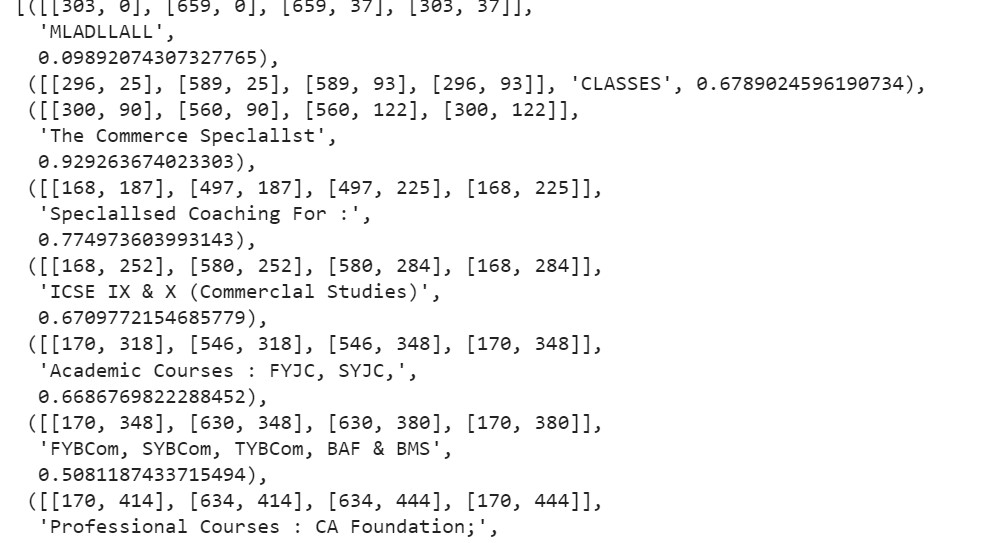 [([[303, 0], [659, 0], [659, 37], [303, 37]],
'MLADLLALL',
0.09892074307327765),
([[296, 25], [589, 25], [589, 93], [296, 93]], 'CLASSES', 0.6789024596190734),
([[300, 90], [560, 90], [560, 122], [300, 122]],
'The Commerce Speclallst',
0.929263674023303),
([[168, 187], [497, 187], [497, 225], [168, 225]],
'Speclallsed Coaching For :',
0.774973603993143),
([[168, 252], [580, 252], [580, 284], [168, 284]],
'ICSE IX & X (Commerclal Studies)',
0.6709772154685779),
([[170, 318], [546, 318], [546, 348], [170, 348]],
'Academic Courses : FYJC, SYJC,',
0.6686769822288452),
([[170, 348], [630, 348], [630, 380], [170, 380]],
'FYBCom, SYBCom, TYBCom, BAF & BMS',
0.5081187433715494),
([[170, 414], [634, 414], [634, 444], [170, 444]],
'Professional Courses : CA Foundation;',